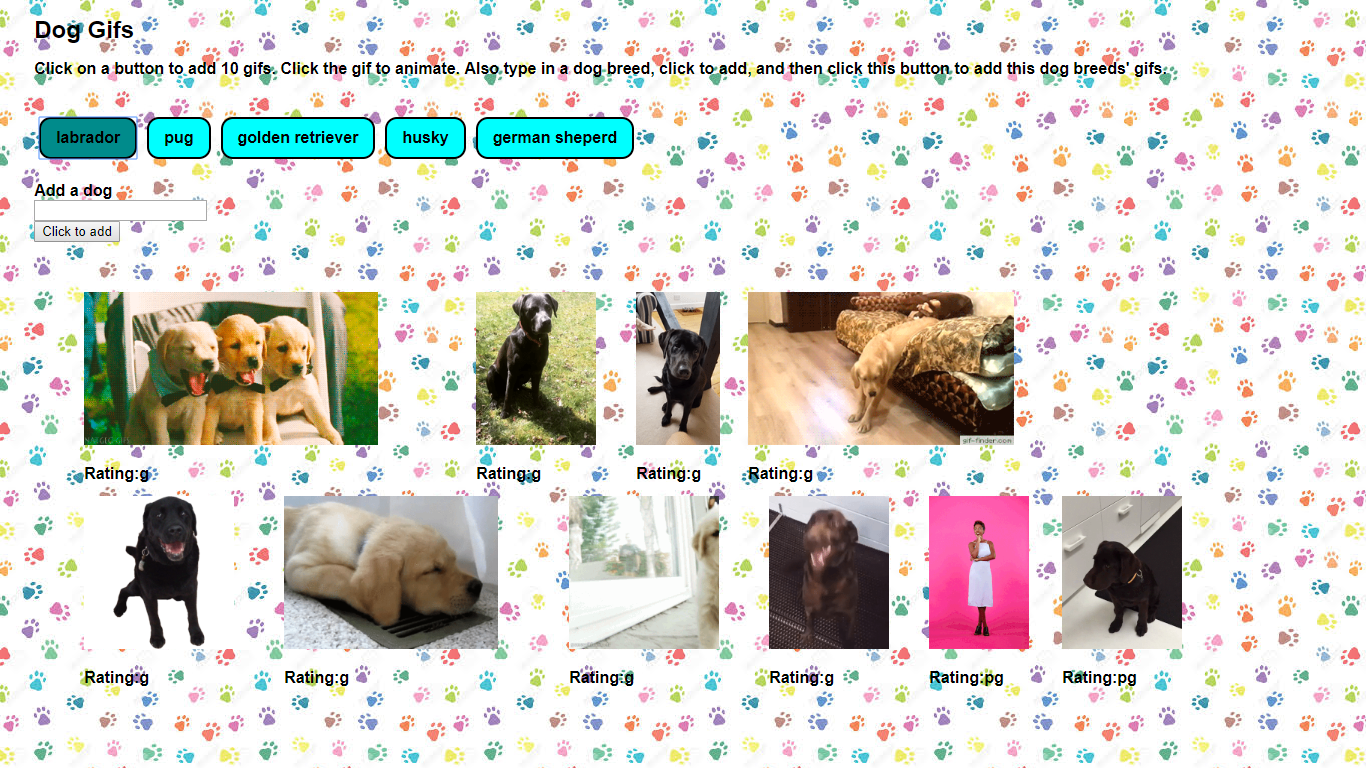 Dog Gifs
Click on a button to add 10 gifs. Click the gif to animate. Also type in a dog breed, click to add, and then click this button to add this dog breeds' gifs.
labrador pug golden retriever husky german sheperd
Add a dog
Click to add
gif-finder.com
Rating:g Rating:g Rating:g Rating:g
Rating:g Rating:g Rating:g Rating:g Rating:pg Rating:pg